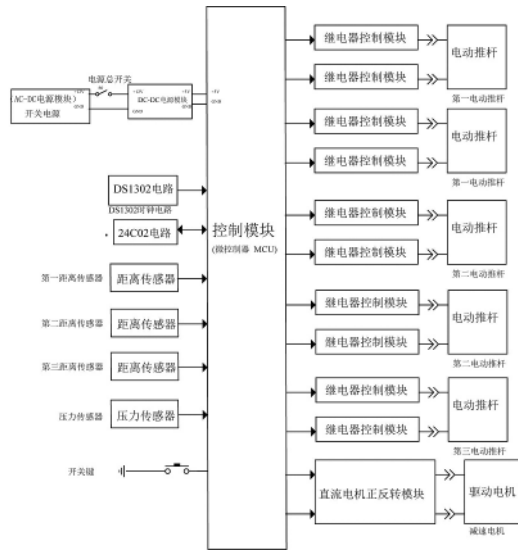 电源总开关
(AC-DC电源模块)
开关电源
+12V
GND
+12V
GND
DC-DC电源模块
+5V
GND
+5V
GND
DS1302电路
DS1302时钟电路
24C02电路
第一距离传感器
距离传感器
第二距离传感器
距离传感器
第三距离传感器
距离传感器
压力传感器
压力传感器
开关键
控制模块
(微控制器 MCU)
继电器控制模块
继电器控制模块
电动推杆
第一电动推杆
继电器控制模块
继电器控制模块
电动推杆
第一电动推杆
继电器控制模块
继电器控制模块
电动推杆
第二电动推杆
继电器控制模块
继电器控制模块
电动推杆
第二电动推杆
继电器控制模块
继电器控制模块
电动推杆
第三电动推杆
直流电机正反转模块
驱动电机
减速电机